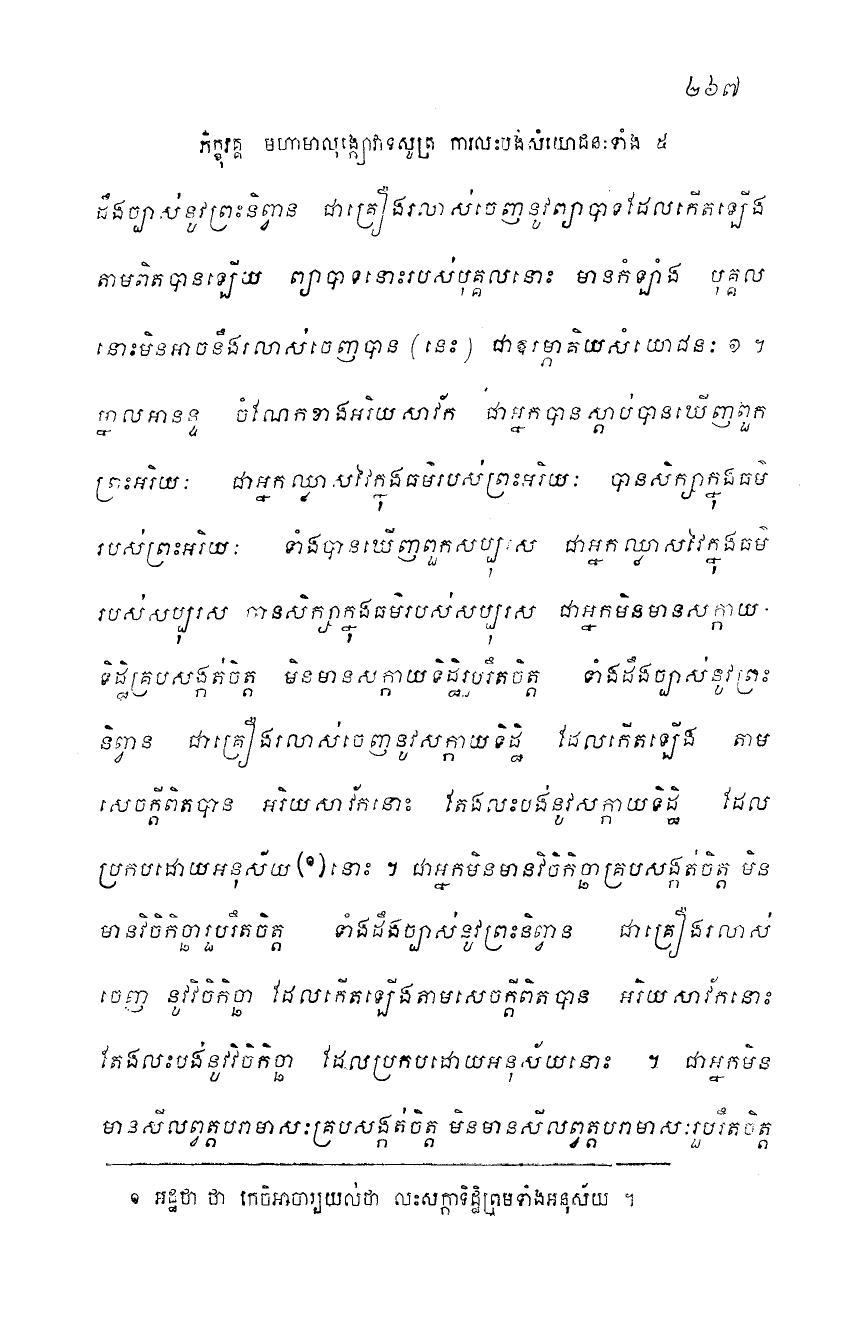 ២៦៧
ភិក្ខុវគ្គ មហាមាលុង្ក្យោវាទសូត្រ ការលះបង់សំយោជនៈទាំង ៥
ដឹងច្បាស់នូវព្រះនិព្វាន ជាគ្រឿងរលាស់ចេញនូវព្យាបាទដែលកើតឡើង
តាមពិតបានឡើយ ព្យាបាទនោះរបស់បុគ្គលនោះ មានកំឡាំង បុគ្គល
នោះមិនអាចនឹងរលាស់ចេញបាន (នេះ) ជាឱរម្ភាគិយសំយោជនៈ ១ ។
ម្នាលអានន្ទ ចំណែកខាងអរិយសាវ័ក ជាអ្នកបានស្តាប់បានឃើញពួក
ព្រះអរិយៈ ជាអ្នកឈ្លាសវៃក្នុងធម៌របស់ព្រះអរិយៈ បានសិក្សាក្នុងធម៌
របស់ព្រះអរិយៈ ទាំងបានឃើញពួកសប្បុរស ជាអ្នកឈ្លាសវៃក្នុងធម៌
របស់សប្បុរស បានសិក្សាក្នុងធម៌របស់សប្បុរស ជាអ្នកមិនមានសក្កាយ-
ទិដ្ឋិគ្របសង្កត់ចិត្ត មិនមានសក្កាយទិដ្ឋិរួបរឹតចិត្ត ទាំងដឹងច្បាស់នូវព្រះ
និព្វាន ជាគ្រឿងរលាស់ចេញនូវសក្កាយទិដ្ឋិ ដែលកើតឡើង តាម
សេចក្តីពិតបាន អរិយសាវ័កនោះ តែងលះបង់នូវសក្កាយទិដ្ឋិ ដែល
ប្រកបដោយអនុស័យ(១)នោះ ។ ជាអ្នកមិនមានវិចិកិច្ឆាគ្របសង្កត់ចិត្ត មិន
មានវិចិកិច្ឆារួបរឹតចិត្ត ទាំងដឹងច្បាស់នូវព្រះនិព្វាន ជាគ្រឿងរលាស់
ចេញ នូវវិចិកិច្ឆា ដែលកើតឡើងតាមសេចក្តីពិតបាន អរិយសាវ័កនោះ
តែងលះបង់នូវវិចិកិច្ឆា ដែលប្រកបដោយអនុស័យនោះ ។ ជាអ្នកមិន
មានសីលព្វត្តបរាមាសៈគ្របសង្កត់ចិត្ត មិនមានសីលព្វត្តបរាមាសៈរួបរឹតចិត្ត
១ អដ្ឋកថា ថា កេចិអាចារ្យយល់ថា លះសក្កាទិដ្ឋិព្រមទាំងអនុស័យ ។